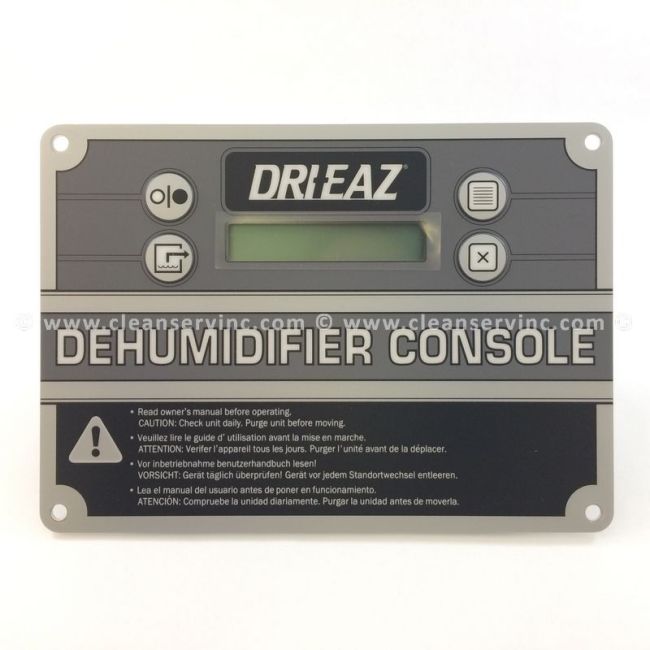 DRI-EAZ®
© www.cleanservinc.com © www.cleanservinc.com ©
DEHUMIDIFIER CONSOLE
• Read owner's manual before operating.
CAUTION: Check unit daily. Purge unit before moving.
• Veuillez lire le guide d' utilisation avant la mise en marche.
ATTENTION: Verifer l'appareil tous les jours. Purger l'unité avant de la déplacer.
• Vor inbetriebnahme benutzerhandbuch lesen!
VORSICHT: Gerät täglich überprüfen! Gerät vor jedem Standortwechsel entleeren.
• Lea el manual del usuario antes de poner en funcionamiento.
ATENCIÓN: Compruebe la unidad diariamente. Purgar la unidad antes de moverla.